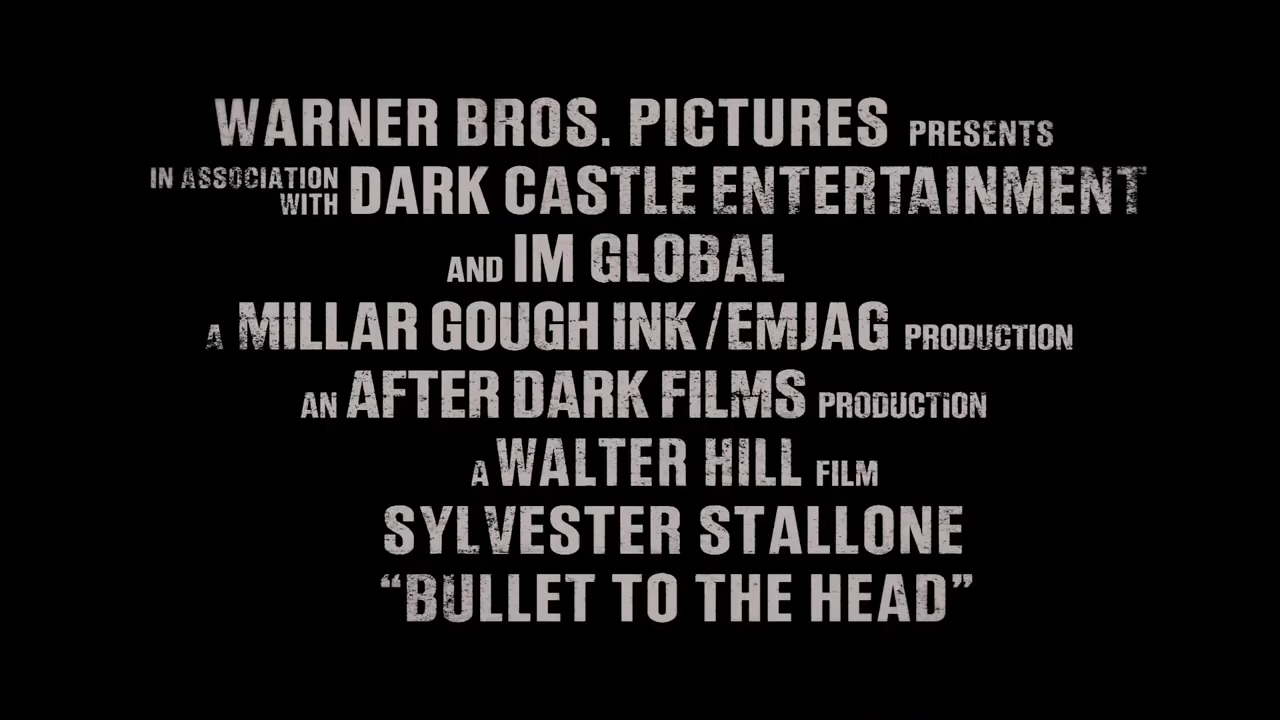 WARNER BROS. PICTURES PRESENTS
IN ASSOCIATION WITH DARK CASTLE ENTERTAINMENT
AND IM GLOBAL
A MILLAR GOUGH INK/EMJAG PRODUCTION
AN AFTER DARK FILMS PRODUCTION
A WALTER HILL FILM
SYLVESTER STALLONE
“BULLET TO THE HEAD”